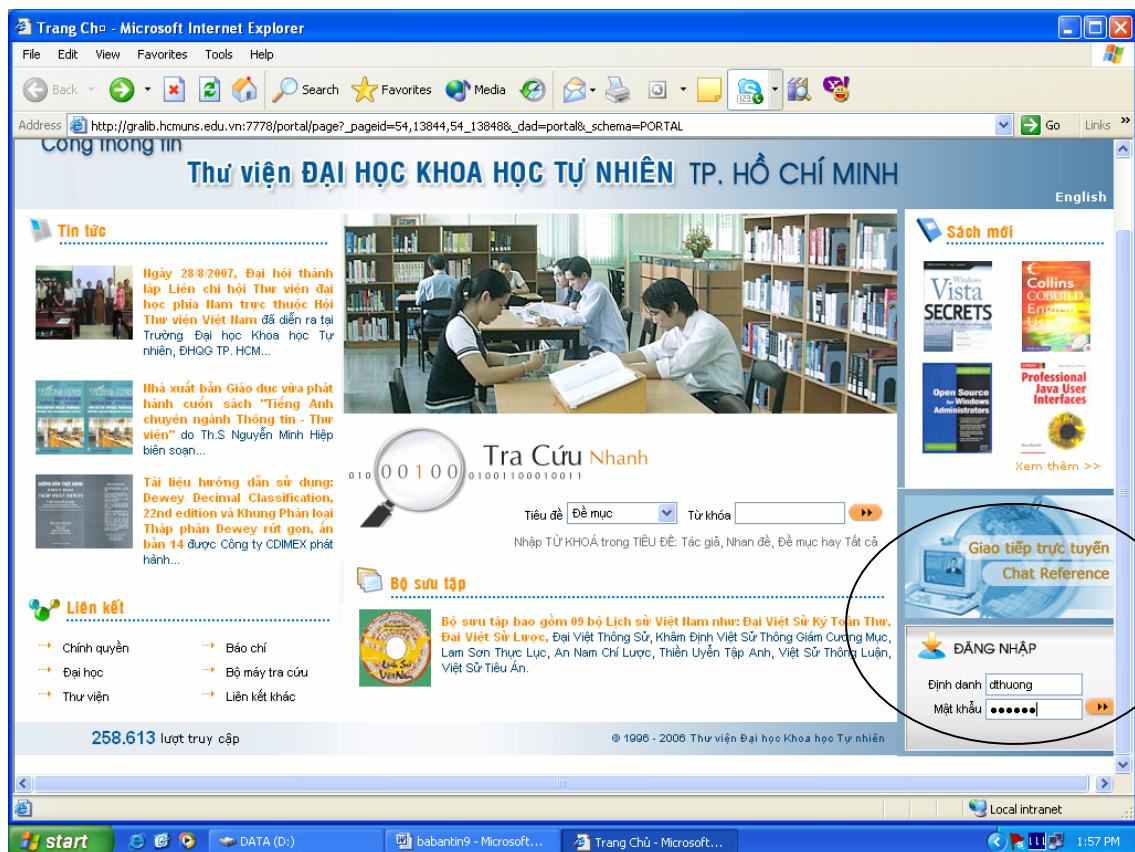 Trang Ch¤ - Microsoft Internet Explorer
File Edit View Favorites Tools Help
Back Search Favorites Media
Address http://gralib.hcmuns.edu.vn:7778/portal/page?_pageid=54,13844,54_13848&_dad=portal&_schema=PORTAL Go Links »
Cổng thông tin
Thư viện ĐẠI HỌC KHOA HỌC TỰ NHIÊN TP. HỒ CHÍ MINH
English
Tin tức
Ngày 28/8/2007, Đại hội thành
lập Liên chi hội Thư viện đại
học phía Nam trực thuộc Hội
Thư viện Việt Nam đã diễn ra tại
Trường Đại học Khoa học Tự
nhiên, ĐHQG TP. HCM...
Nhà xuất bản Giáo dục vừa phát
hành cuốn sách "Tiếng Anh
chuyên ngành Thông tin - Thư
viện" do Th.S Nguyễn Minh Hiệp
biên soạn...
Tài liệu hướng dẫn sử dụng:
Dewey Decimal Classification,
22nd edition và Khung Phân loại
Thập phân Dewey rút gọn, ấn
bản 14 được Công ty CDIMEX phát
hành...
Liên kết
Chính quyền Báo chí
Đại học Bộ máy tra cứu
Thư viện Liên kết khác
258.613 lượt truy cập
010 00100 01001100010011
Tra Cứu Nhanh
Tiêu đề Đề mục Từ khóa
Nhập TỪ KHOÁ trong TIÊU ĐỀ: Tác giả, Nhan đề, Đề mục hay Tất cả
Bộ sưu tập
Lịch Sử
Việt Nam
Bộ sưu tập bao gồm 09 bộ Lịch sử Việt Nam như: Đại Việt Sử Ký Toàn Thư,
Đại Việt Sử Lược, Đại Việt Thông Sử, Khâm Định Việt Sử Thông Giám Cương Mục,
Lam Sơn Thực Lục, An Nam Chí Lược, Thiền Uyển Tập Anh, Việt Sử Thông Luận,
Việt Sử Tiêu Án.
© 1996 - 2006 Thư viện Đại học Khoa học Tự nhiên
Sách mới
Windows
Vista
SECRETS
Collins
COBUILD
English
Usage
Open Source
for Windows
Administrators
Professional
Java User
Interfaces
Xem thêm >>
Giao tiếp trực tuyến
Chat Reference
ĐĂNG NHẬP
Định danh dthuong
Mật khẩu ●●●●●●
Local intranet
start DATA (D:) babantin9 - Microsoft... Trang Chủ - Microsoft... 1:57 PM